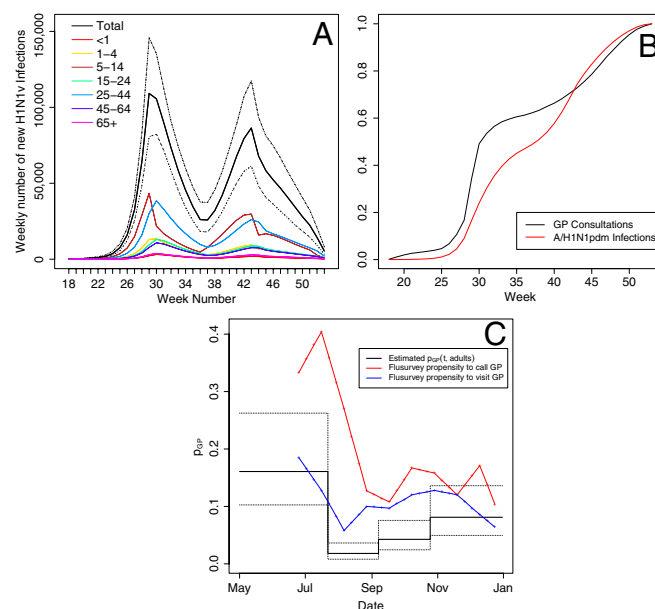 A
Total
<1
1−4
5−14
15−24
25−44
45−64
65+
Weekly number of new H1N1v Infections
0
50,000
100,000
150,000
18 22 26 30 34 38 42 46 50
Week Number
B
0.0
0.2
0.4
0.6
0.8
1.0
GP Consultations
A/H1N1pdm Infections
20 25 30 35 40 45 50
Week
C
Estimated pGP(t, adults)
Flusurvey propensity to call GP
Flusurvey propensity to visit GP
pGP
0.0
0.1
0.2
0.3
0.4
May Jul Sep Nov Jan
Date